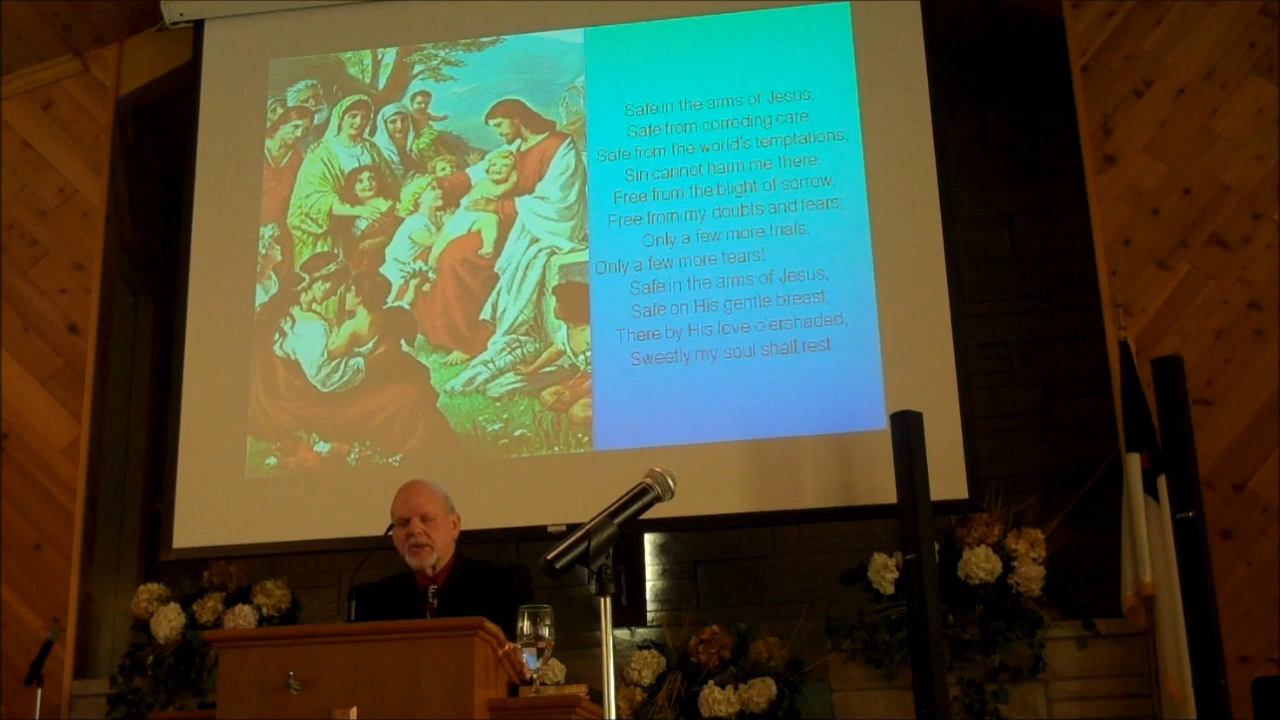 Safe in the arms of Jesus,
Safe from corroding care,
Safe from the world's temptations,
Sin cannot harm me there.
Free from the blight of sorrow,
Free from my doubts and fears;
Only a few more trials,
Only a few more tears!
Safe in the arms of Jesus,
Safe on His gentle breast,
There by His love o'ershaded,
Sweetly my soul shall rest.